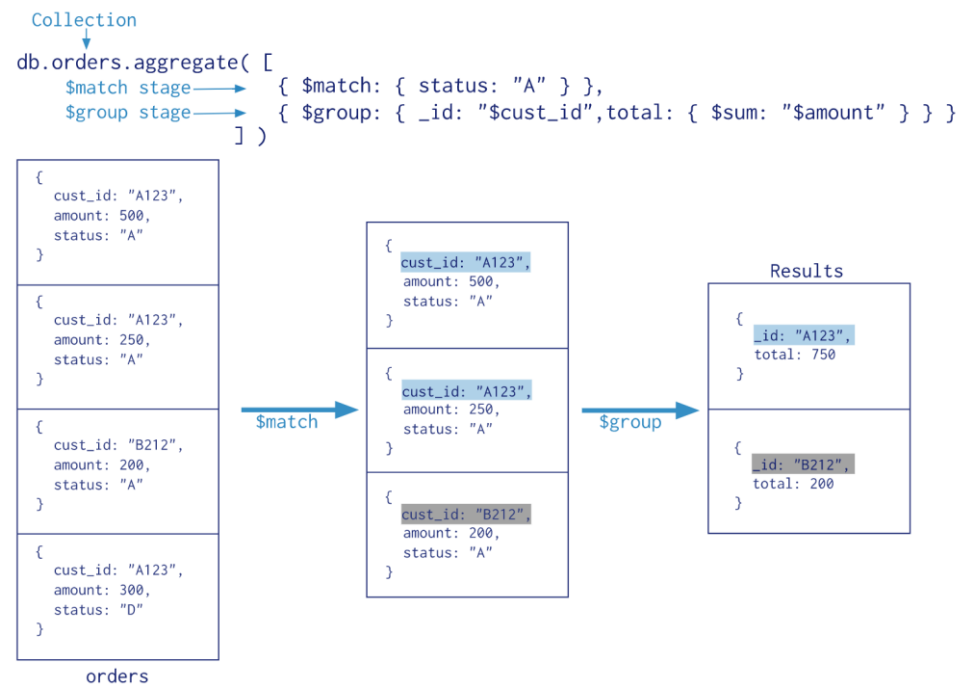 Collection
db.orders.aggregate( [
$match stage
{ $match: { status: "A" } },
$group stage
{ $group: { _id: "$cust_id",total: { $sum: "$amount" } } }
] )
{
cust_id: "A123",
amount: 500,
status: "A"
}
{
cust_id: "A123",
amount: 250,
status: "A"
}
{
cust_id: "B212",
amount: 200,
status: "A"
}
{
cust_id: "A123",
amount: 300,
status: "D"
}
orders
$match
{
cust_id: "A123",
amount: 500,
status: "A"
}
{
cust_id: "A123",
amount: 250,
status: "A"
}
{
cust_id: "B212",
amount: 200,
status: "A"
}
$group
Results
{
_id: "A123",
total: 750
}
{
_id: "B212",
total: 200
}